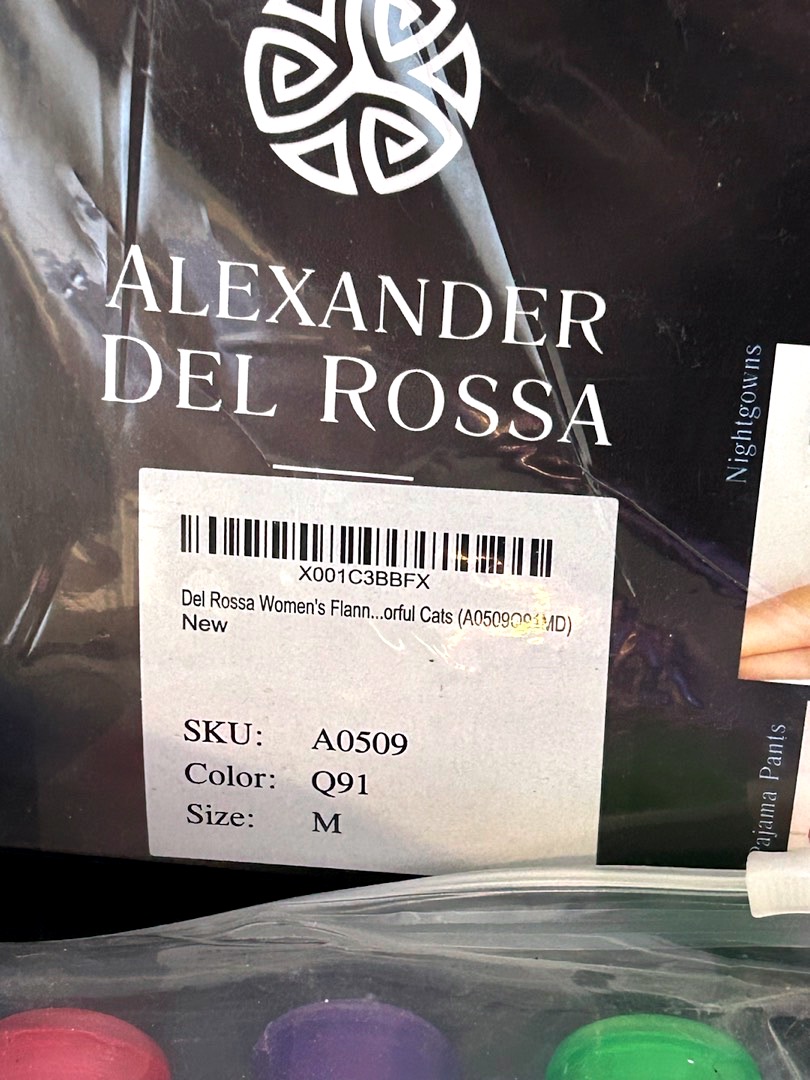 ALEXANDER
DEL ROSSA
X001C3BBFX
Del Rossa Women's Flann...orful Cats (A0509Q91MD)
New
SKU: A0509
Color: Q91
Size: M
Nightgowns
Pajama Pants